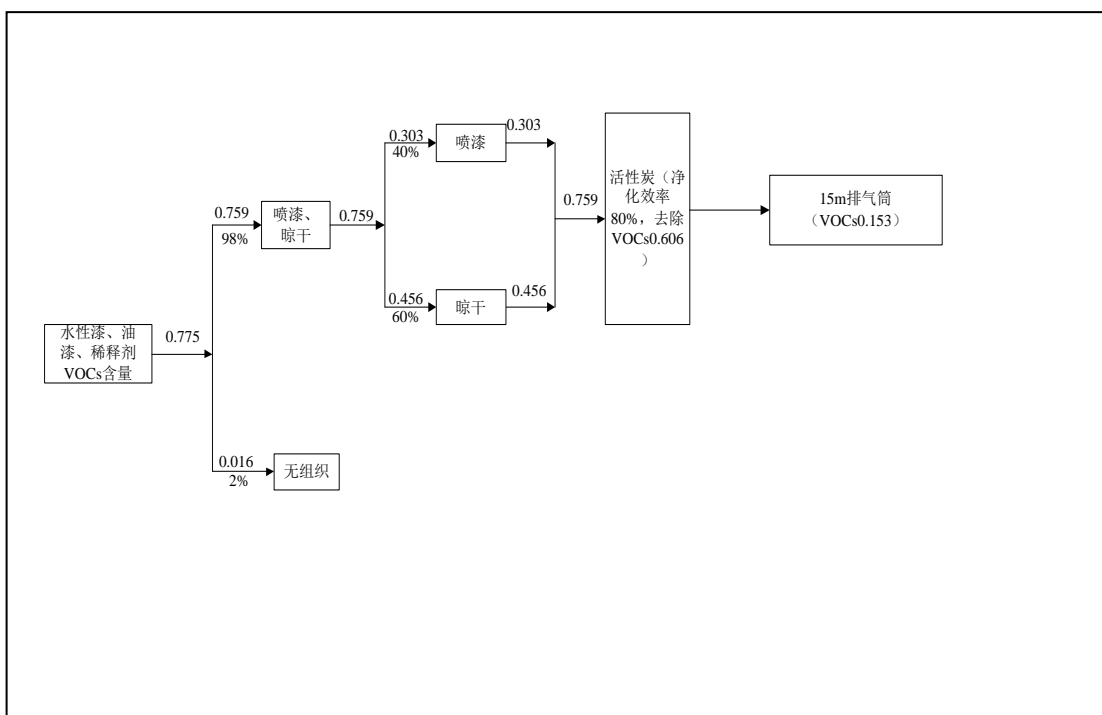 0.303
40%
喷漆
0.303
0.759
98%
喷漆、
晾干
0.759
0.456
60%
晾干
0.456
0.759
活性炭（净
化效率
80%，去除
VOCs0.606
）
15m排气筒
（VOCs0.153）
水性漆、油
漆、稀释剂
VOCs含量
0.775
0.016
2%
无组织